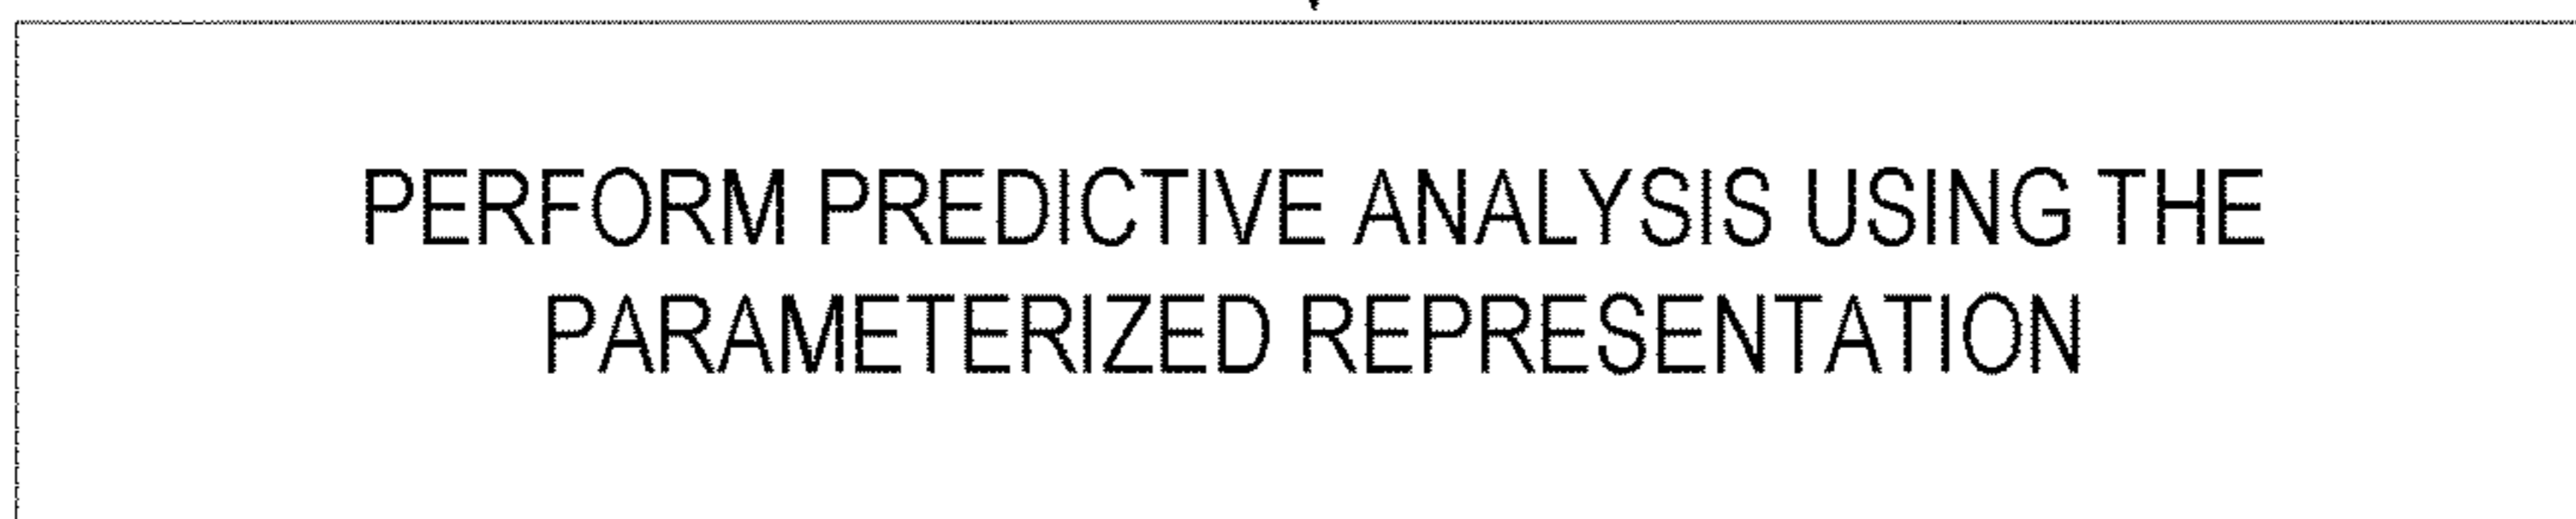 PERFORM PREDICTIVE ANALYSIS USING THE
PARAMETERIZED REPRESENTATION